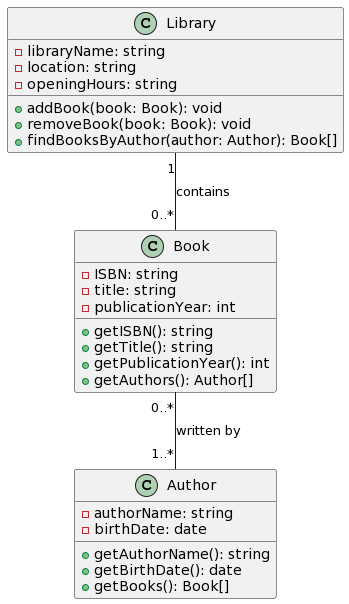 C Library
libraryName: string
location: string
openingHours: string
addBook(book: Book): void
removeBook(book: Book): void
findBooksByAuthor(author: Author): Book[]
1
contains
0..*
C Book
ISBN: string
title: string
publicationYear: int
getISBN(): string
getTitle(): string
getPublicationYear(): int
getAuthors(): Author[]
0..*
written by
1..*
C Author
authorName: string
birthDate: date
getAuthorName(): string
getBirthDate(): date
getBooks(): Book[]